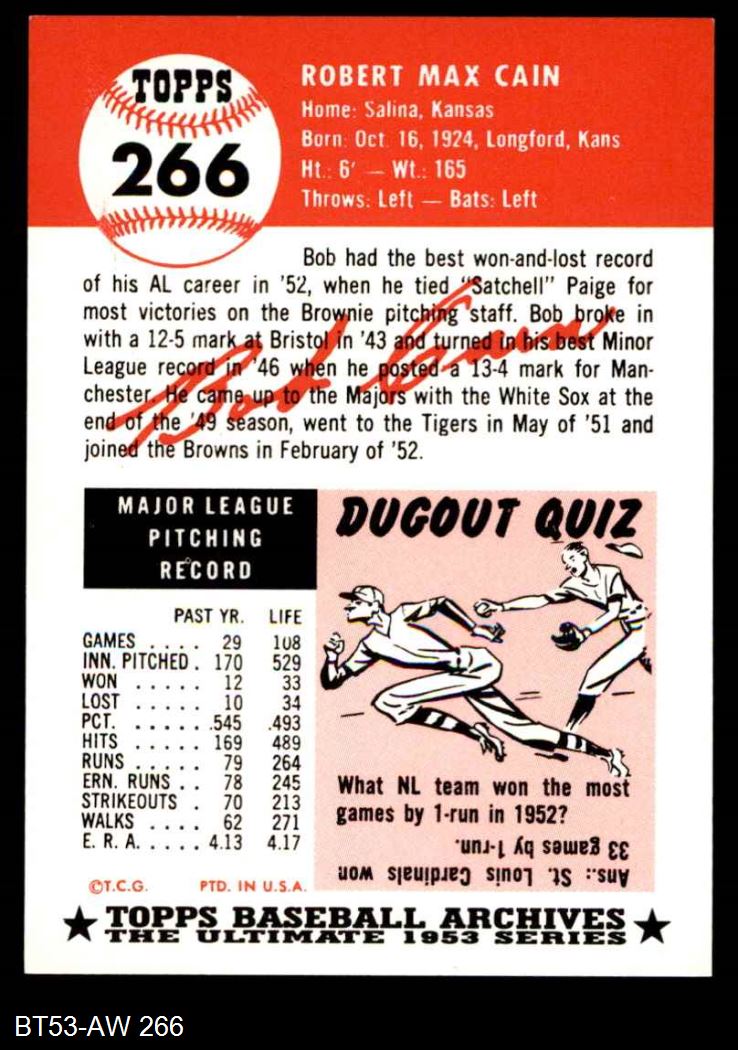 TOPPS
266
ROBERT MAX CAIN
Home: Salina, Kansas
Born: Oct. 16, 1924, Longford, Kans
Ht.: 6' — Wt.: 165
Throws: Left — Bats: Left
Bob had the best won-and-lost record
of his AL career in '52, when he tied "Satchell" Paige for
most victories on the Brownie pitching staff. Bob broke in
with a 12-5 mark at Bristol in '43 and turned in his best Minor
League record in '46 when he posted a 13-4 mark for Man-
chester. He came up to the Majors with the White Sox at the
end of the '49 season, went to the Tigers in May of '51 and
joined the Browns in February of '52.
Bob Cain
MAJOR LEAGUE
PITCHING
RECORD
PAST YR. LIFE
GAMES . . . . 29 108
INN. PITCHED . 170 529
WON . . . . . 12 33
LOST . . . . . 10 34
PCT. . . . . . .545 .493
HITS . . . . . 169 489
RUNS . . . . . 79 264
ERN. RUNS . . 78 245
STRIKEOUTS . 70 213
WALKS . . . . 62 271
E. R. A. . . . . 4.13 4.17
DUGOUT QUIZ
What NL team won the most
games by 1-run in 1952?
Ans.: St. Louis Cardinals won
33 games by 1-run.
©T.C.G. PTD. IN U.S.A.
★ TOPPS BASEBALL ARCHIVES ★
THE ULTIMATE 1953 SERIES
BT53-AW 266